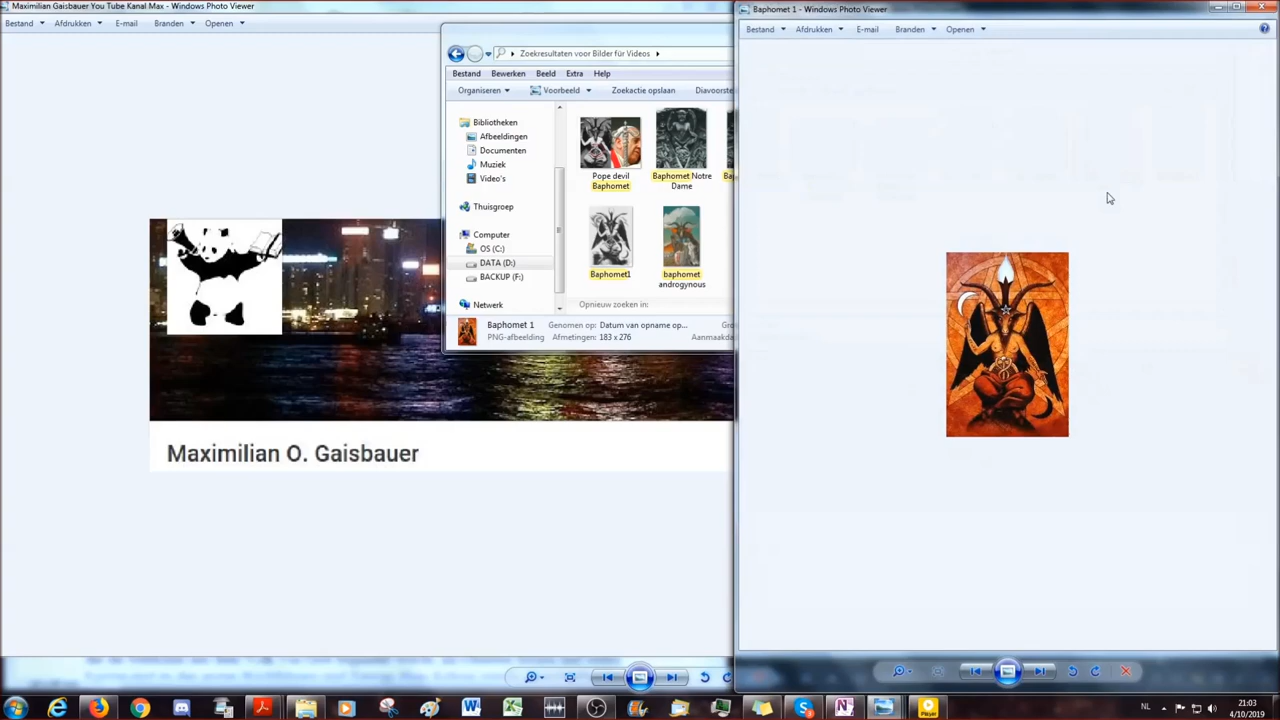 Maximilian Gaisbauer You Tube Kanal Max - Windows Photo Viewer
Bestand Afdrukken E-mail Branden Openen
Zoekresultaten voor Bilder für Videos
Bestand Bewerken Beeld Extra Help
Organiseren Voorbeeld Zoekactie opslaan Diavoorste
Bibliotheken
Afbeeldingen
Documenten
Muziek
Video's
Thuisgroep
Computer
OS (C:)
DATA (D:)
BACKUP (F:)
Netwerk
Pope devil
Baphomet
Baphomet Notre
Dame
Baphomet1
baphomet
androgynous
Opnieuw zoeken in:
Baphomet 1 Genomen op: Datum van opname op...
PNG-afbeelding Afmetingen: 183 x 276 Aanmaakda
Maximilian O. Gaisbauer
Baphomet 1 - Windows Photo Viewer
Bestand Afdrukken E-mail Branden Openen
NL
21:03
4/10/2019
Player